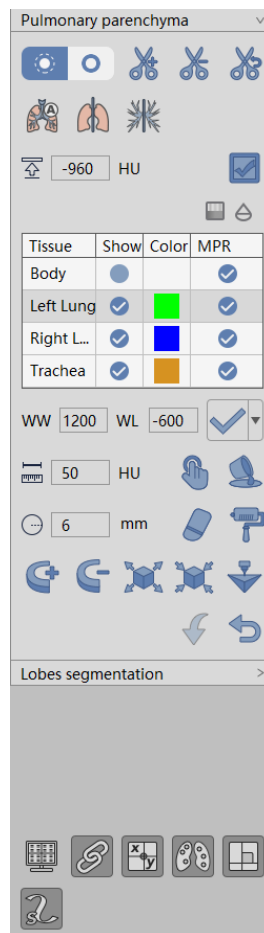 Pulmonary parenchyma
A
-960 HU
Tissue Show Color MPR
Body
Left Lung
Right L...
Trachea
WW 1200 WL -600
50 HU
6 mm
Lobes segmentation
x
y
SL